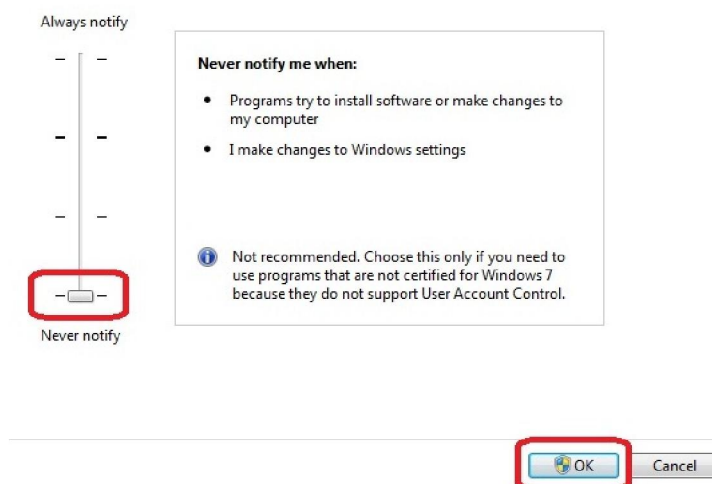 Always notify
Never notify me when:
Programs try to install software or make changes to
my computer
I make changes to Windows settings
Not recommended. Choose this only if you need to
use programs that are not certified for Windows 7
because they do not support User Account Control.
Never notify
OK
Cancel